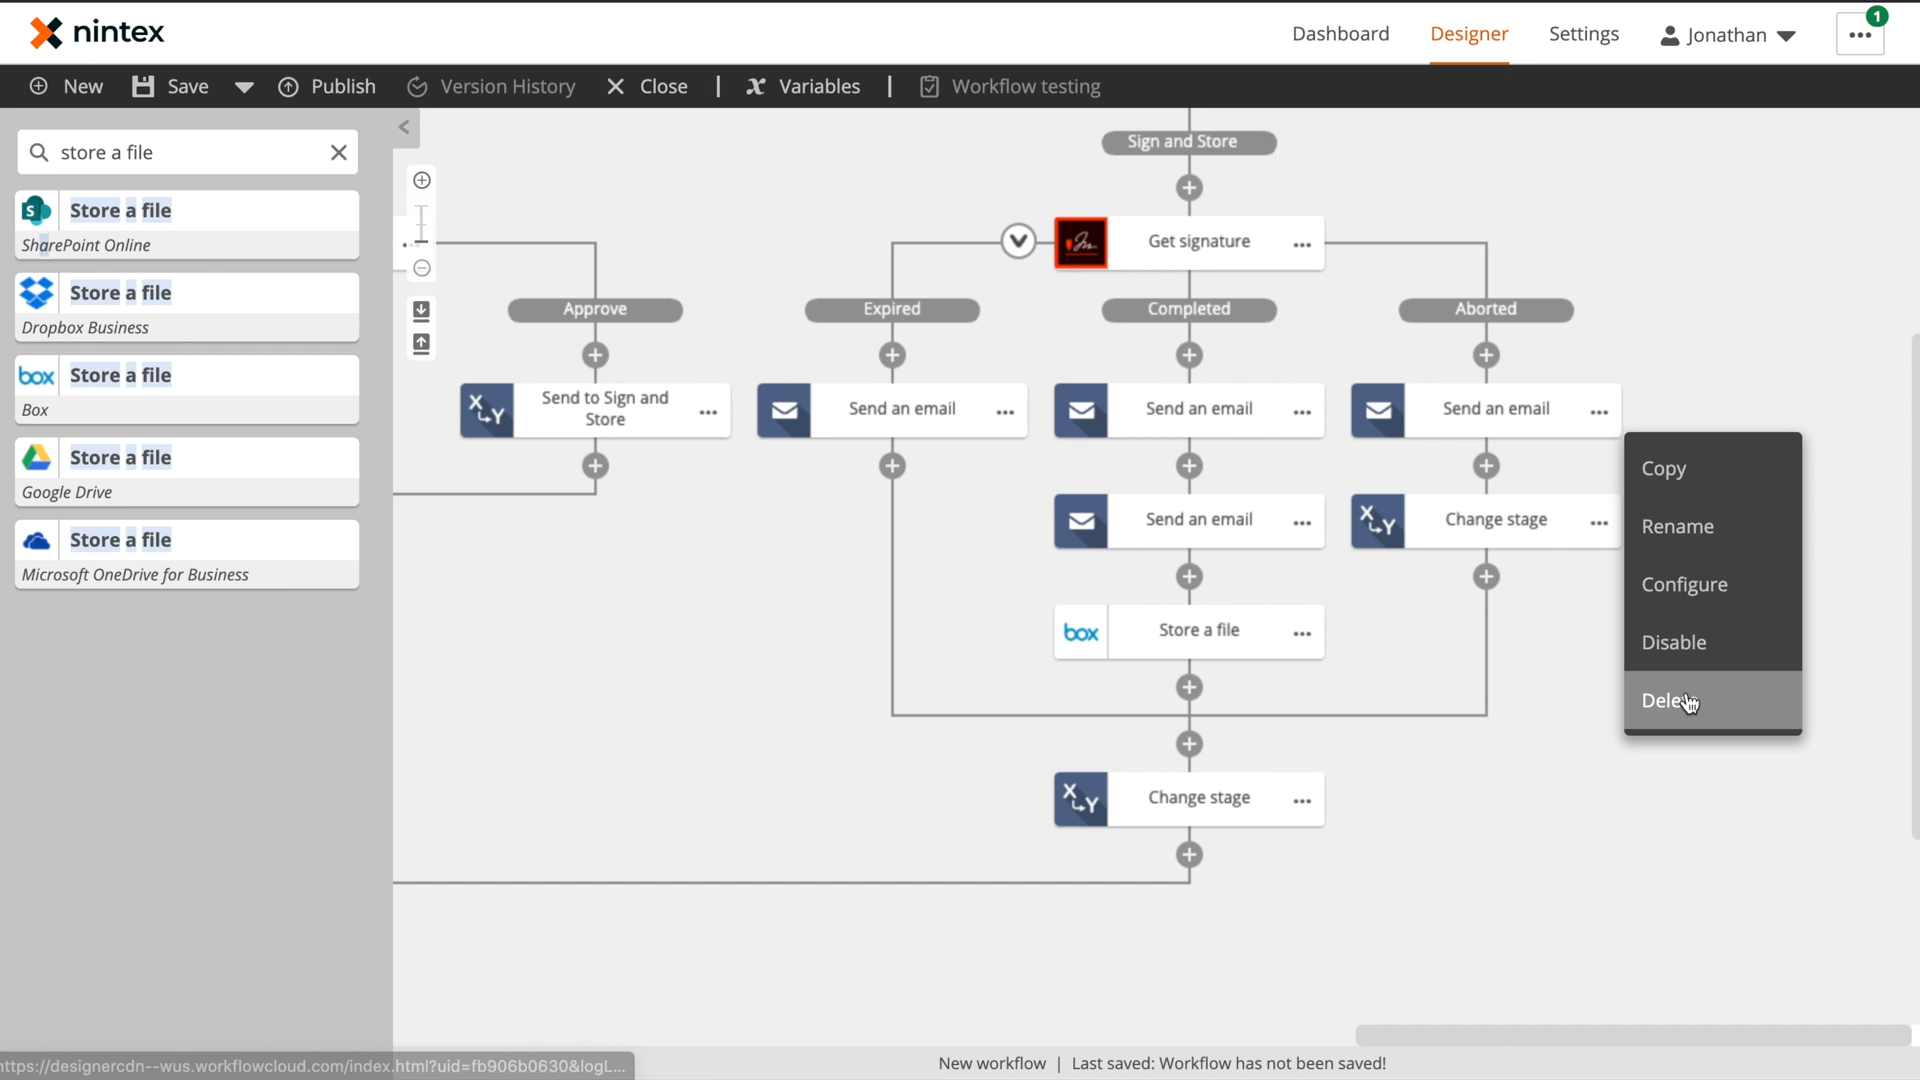 nintex
Dashboard
Designer
Settings
Jonathan
1
New
Save
Publish
Version History
Close
Variables
Workflow testing
store a file
Store a file
SharePoint Online
Store a file
Dropbox Business
box
Store a file
Box
Store a file
Google Drive
Store a file
Microsoft OneDrive for Business
Sign and Store
Get signature
Approve
Expired
Completed
Aborted
X Y
Send to Sign and
Store
Send an email
Send an email
Send an email
Send an email
X Y
Change stage
box
Store a file
X Y
Change stage
Copy
Rename
Configure
Disable
https://designercdn--wus.workflowcloud.com/index.html?uid=fb906b0630&logL...
New workflow | Last saved: Workflow has not been saved!